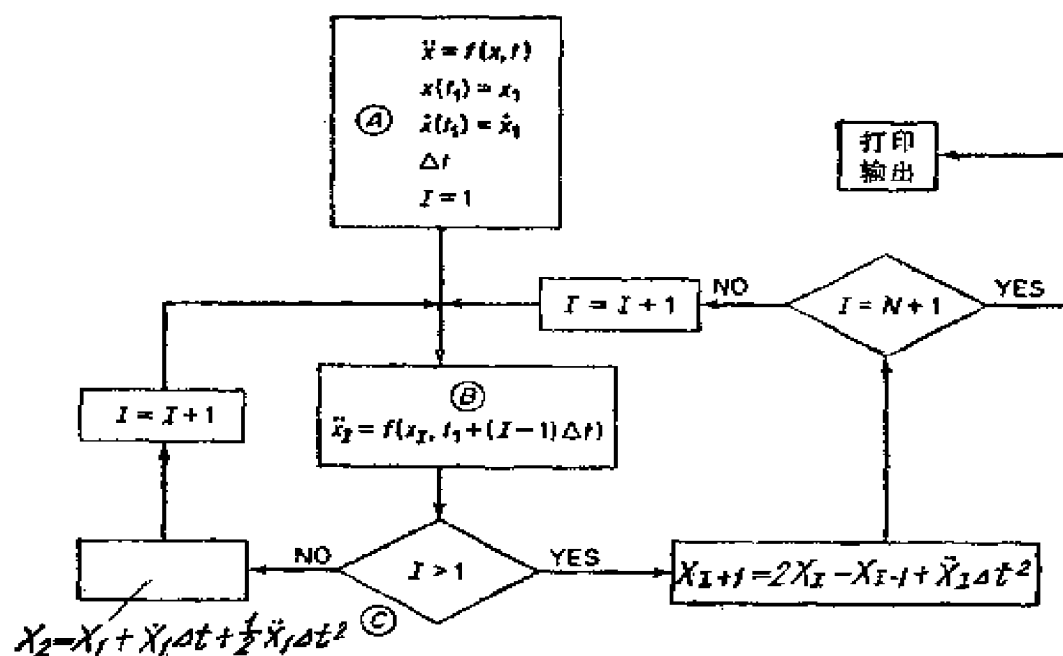 ẍ = f(x, t)
x(t₁) = x₁
Ⓐ ẋ(t₁) = ẋ₁
Δt
I = 1
打印
输出
I = I + 1
NO
I = N + 1
YES
I = I + 1
Ⓑ
ẍ_I = f(x_I, t₁ + (I−1) Δt)
NO
I > 1
YES
X_{I+1} = 2X_I − X_{I−1} + Ẍ_I Δt²
Ⓒ
X₂ = X₁ + Ẋ₁Δt + ½Ẍ₁Δt²